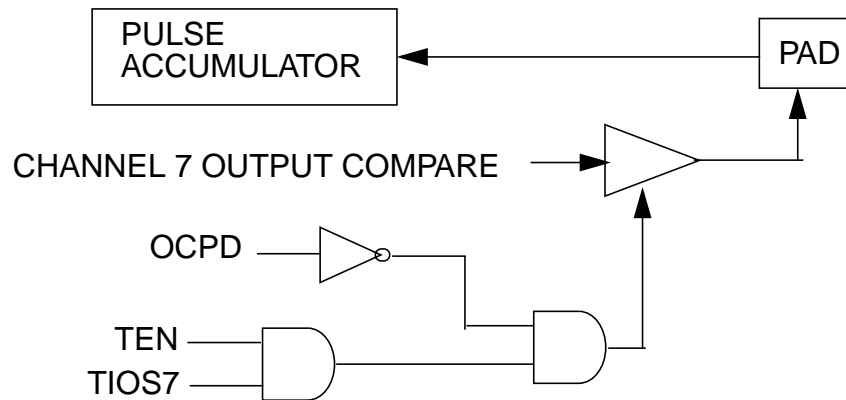 PULSE
ACCUMULATOR
PAD
CHANNEL 7 OUTPUT COMPARE
OCPD
TEN
TIOS7